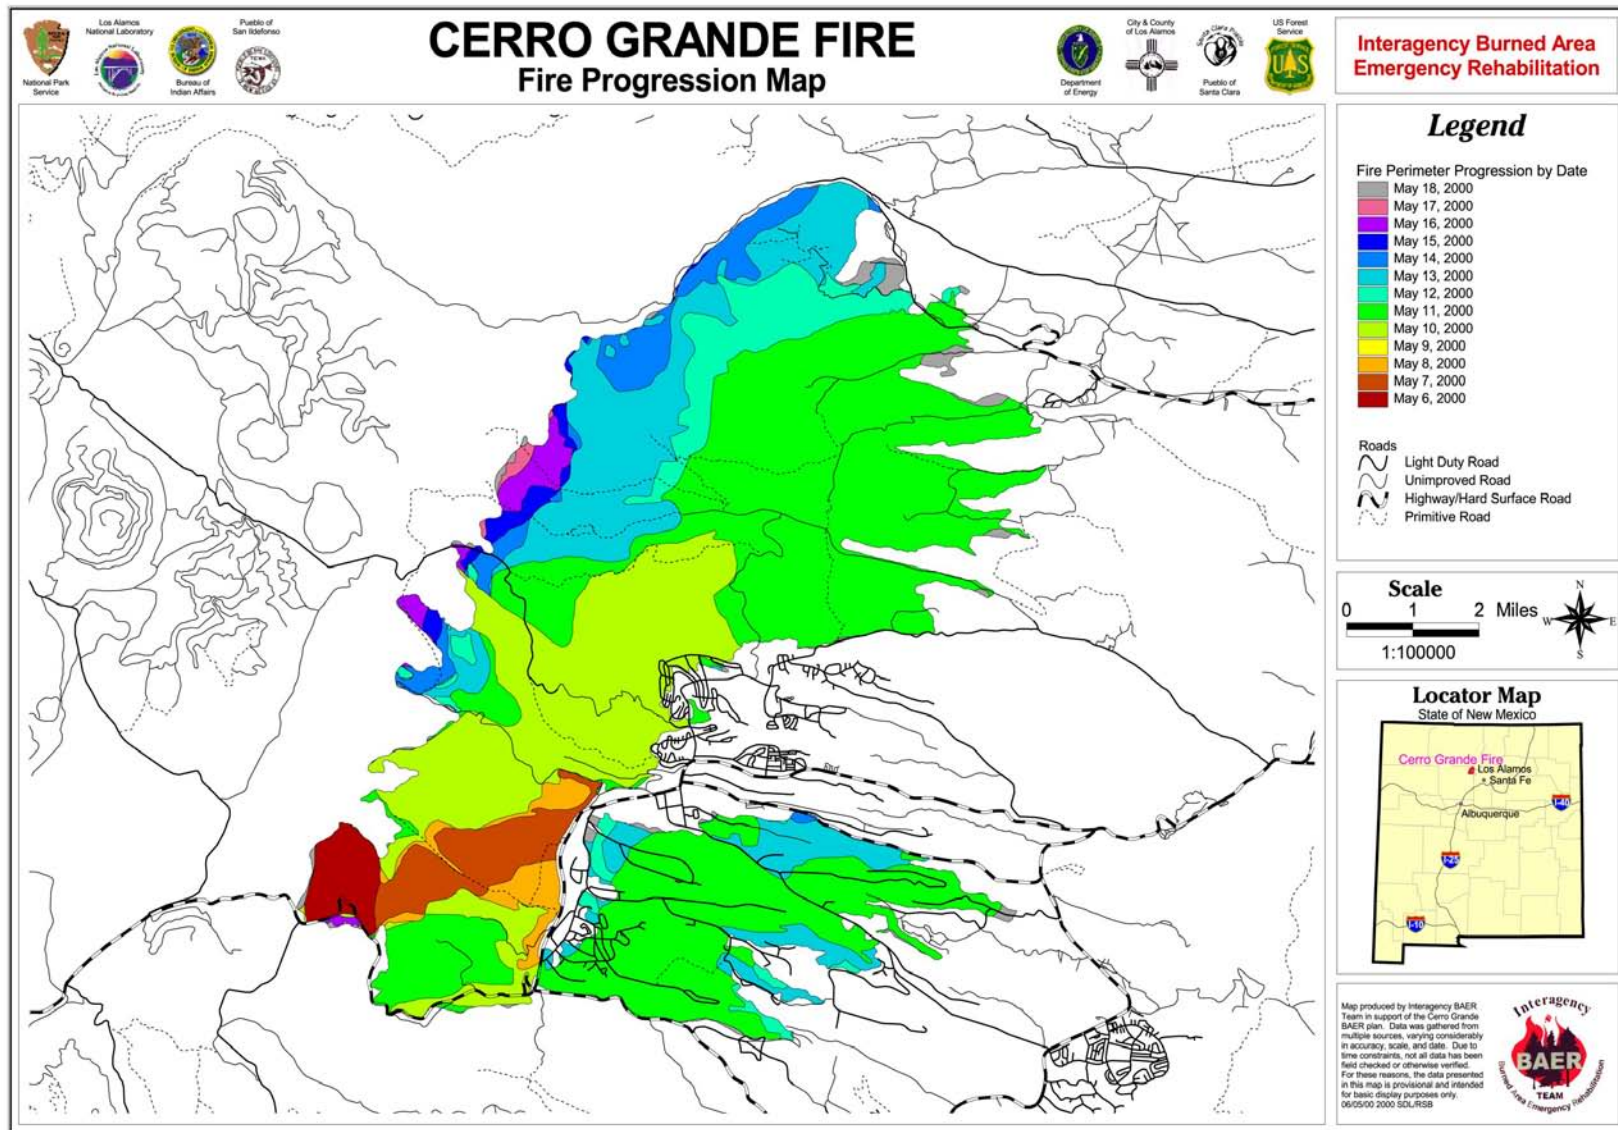 Los Alamos
National Laboratory
Pueblo of
San Ildefonso
National Park
Service
Bureau of
Indian Affairs
CERRO GRANDE FIRE
Fire Progression Map
City & County
of Los Alamos
US Forest
Service
Department
of Energy
Pueblo of
Santa Clara
Interagency Burned Area
Emergency Rehabilitation
Legend
Fire Perimeter Progression by Date
May 18, 2000
May 17, 2000
May 16, 2000
May 15, 2000
May 14, 2000
May 13, 2000
May 12, 2000
May 11, 2000
May 10, 2000
May 9, 2000
May 8, 2000
May 7, 2000
May 6, 2000
Roads
Light Duty Road
Unimproved Road
Highway/Hard Surface Road
Primitive Road
Scale
0 1 2 Miles
1:100000
N
W E
S
Locator Map
State of New Mexico
Cerro Grande Fire
Los Alamos
Santa Fe
I-40
Albuquerque
I-25
I-10
Map produced by Interagency BAER
Team in support of the Cerro Grande
BAER plan. Data was gathered from
multiple sources, varying considerably
in accuracy, scale, and date. Due to
time constraints, not all data has been
field checked or otherwise verified.
For these reasons, the data presented
in this map is provisional and intended
for basic display purposes only.
06/05/00 2000 SDL/RSB
Interagency
BAER
TEAM
Burned Area Emergency Rehabilitation